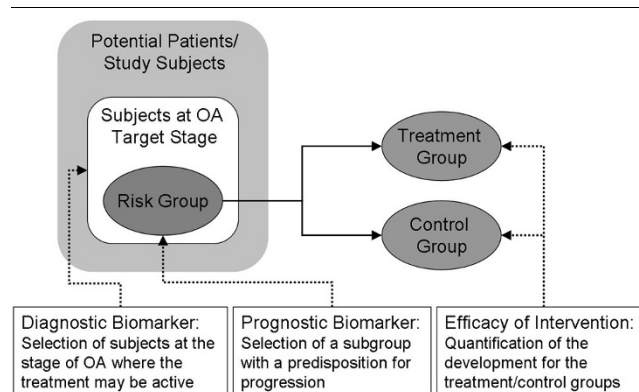 Potential Patients/
Study Subjects
Subjects at OA
Target Stage
Risk Group
Treatment
Group
Control
Group
Diagnostic Biomarker:
Selection of subjects at the
stage of OA where the
treatment may be active
Prognostic Biomarker:
Selection of a subgroup
with a predisposition for
progression
Efficacy of Intervention:
Quantification of the
development for the
treatment/control groups